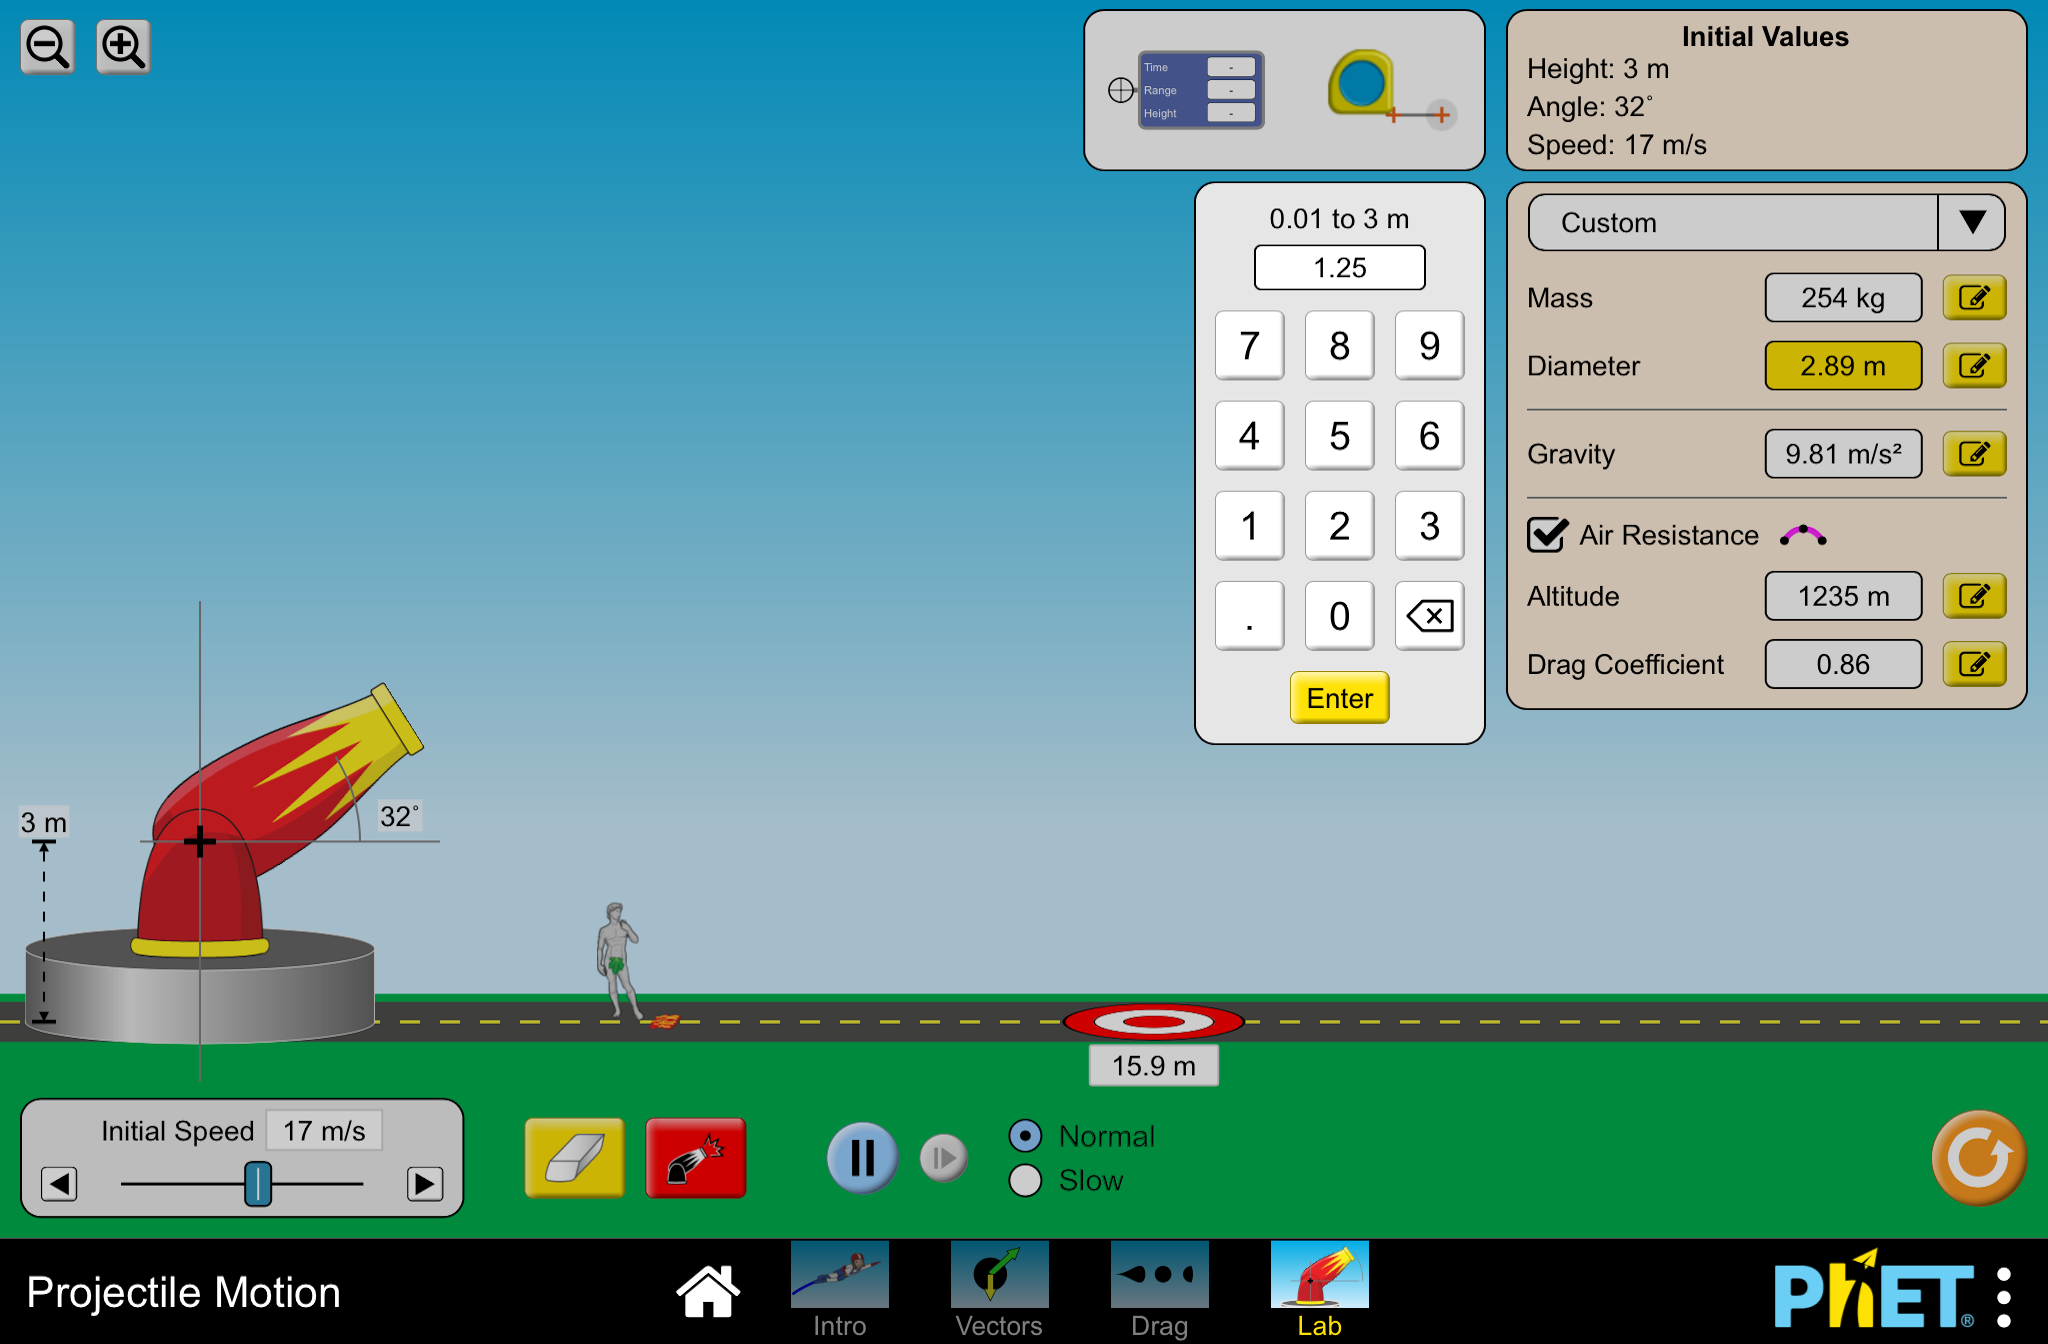 Time -
Range -
Height -
Initial Values
Height: 3 m
Angle: 32˚
Speed: 17 m/s
0.01 to 3 m
1.25
7 8 9
4 5 6
1 2 3
. 0
Enter
Custom
Mass 254 kg
Diameter 2.89 m
Gravity 9.81 m/s²
Air Resistance
Altitude 1235 m
Drag Coefficient 0.86
32˚
3 m
15.9 m
Initial Speed 17 m/s
Normal
Slow
Projectile Motion
Intro
Vectors
Drag
Lab
PhET®